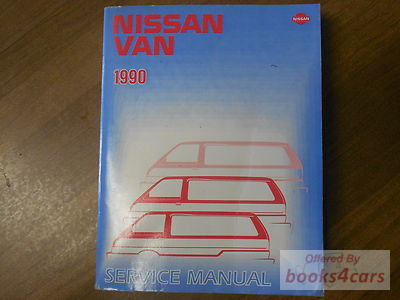 NISSAN
VAN
NISSAN
1990
SERVICE MANUAL
Offered By
books4cars